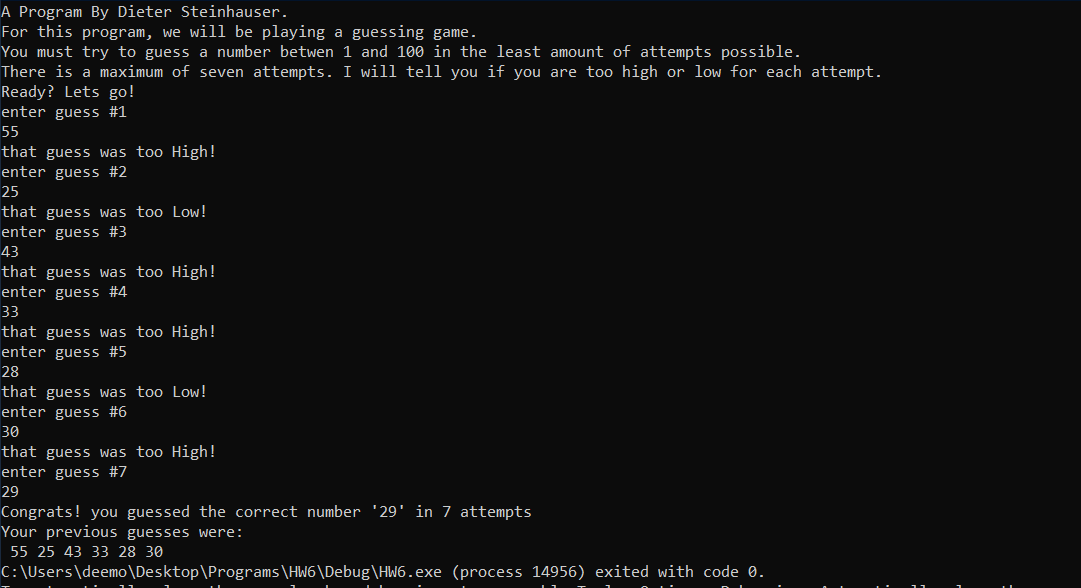 A Program By Dieter Steinhauser.
For this program, we will be playing a guessing game.
You must try to guess a number betwen 1 and 100 in the least amount of attempts possible.
There is a maximum of seven attempts. I will tell you if you are too high or low for each attempt.
Ready? Lets go!
enter guess #1
55
that guess was too High!
enter guess #2
25
that guess was too Low!
enter guess #3
43
that guess was too High!
enter guess #4
33
that guess was too High!
enter guess #5
28
that guess was too Low!
enter guess #6
30
that guess was too High!
enter guess #7
29
Congrats! you guessed the correct number '29' in 7 attempts
Your previous guesses were:
 55 25 43 33 28 30
C:\Users\deemo\Desktop\Programs\HW6\Debug\HW6.exe (process 14956) exited with code 0.